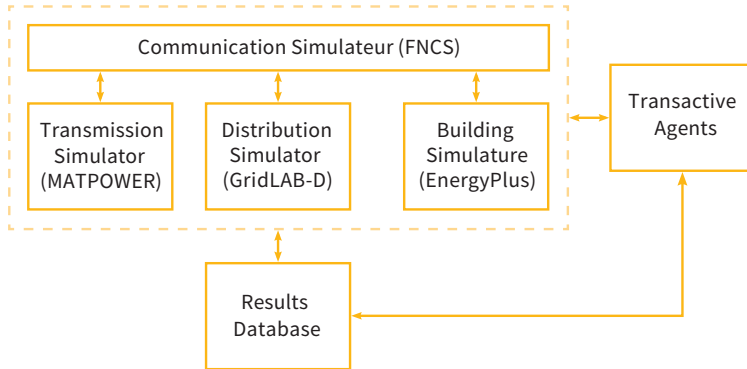 Communication Simulateur (FNCS)
Transmission
Simulator
(MATPOWER)
Distribution
Simulator
(GridLAB-D)
Building
Simulature
(EnergyPlus)
Transactive
Agents
Results
Database